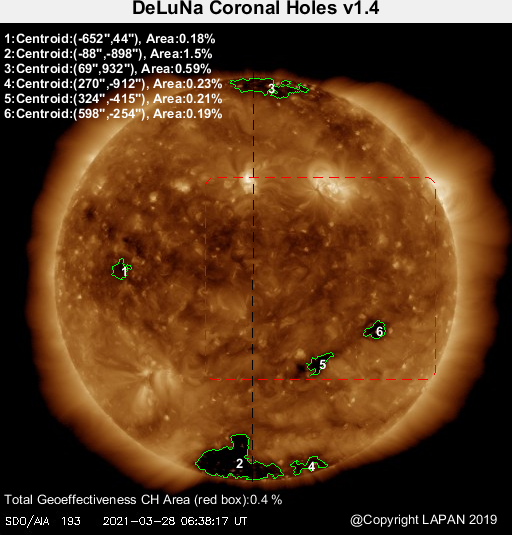 DeLuNa Coronal Holes v1.4
1:Centroid:(-652",44"), Area:0.18%
2:Centroid:(-88",-898"), Area:1.5%
3:Centroid:(69",932"), Area:0.59%
4:Centroid:(270",-912"), Area:0.23%
5:Centroid:(324",-415"), Area:0.21%
6:Centroid:(598",-254"), Area:0.19%
3
1
6
5
2
4
Total Geoeffectiveness CH Area (red box):0.4 %
SDO/AIA 193 2021-03-28 06:38:17 UT
@Copyright LAPAN 2019